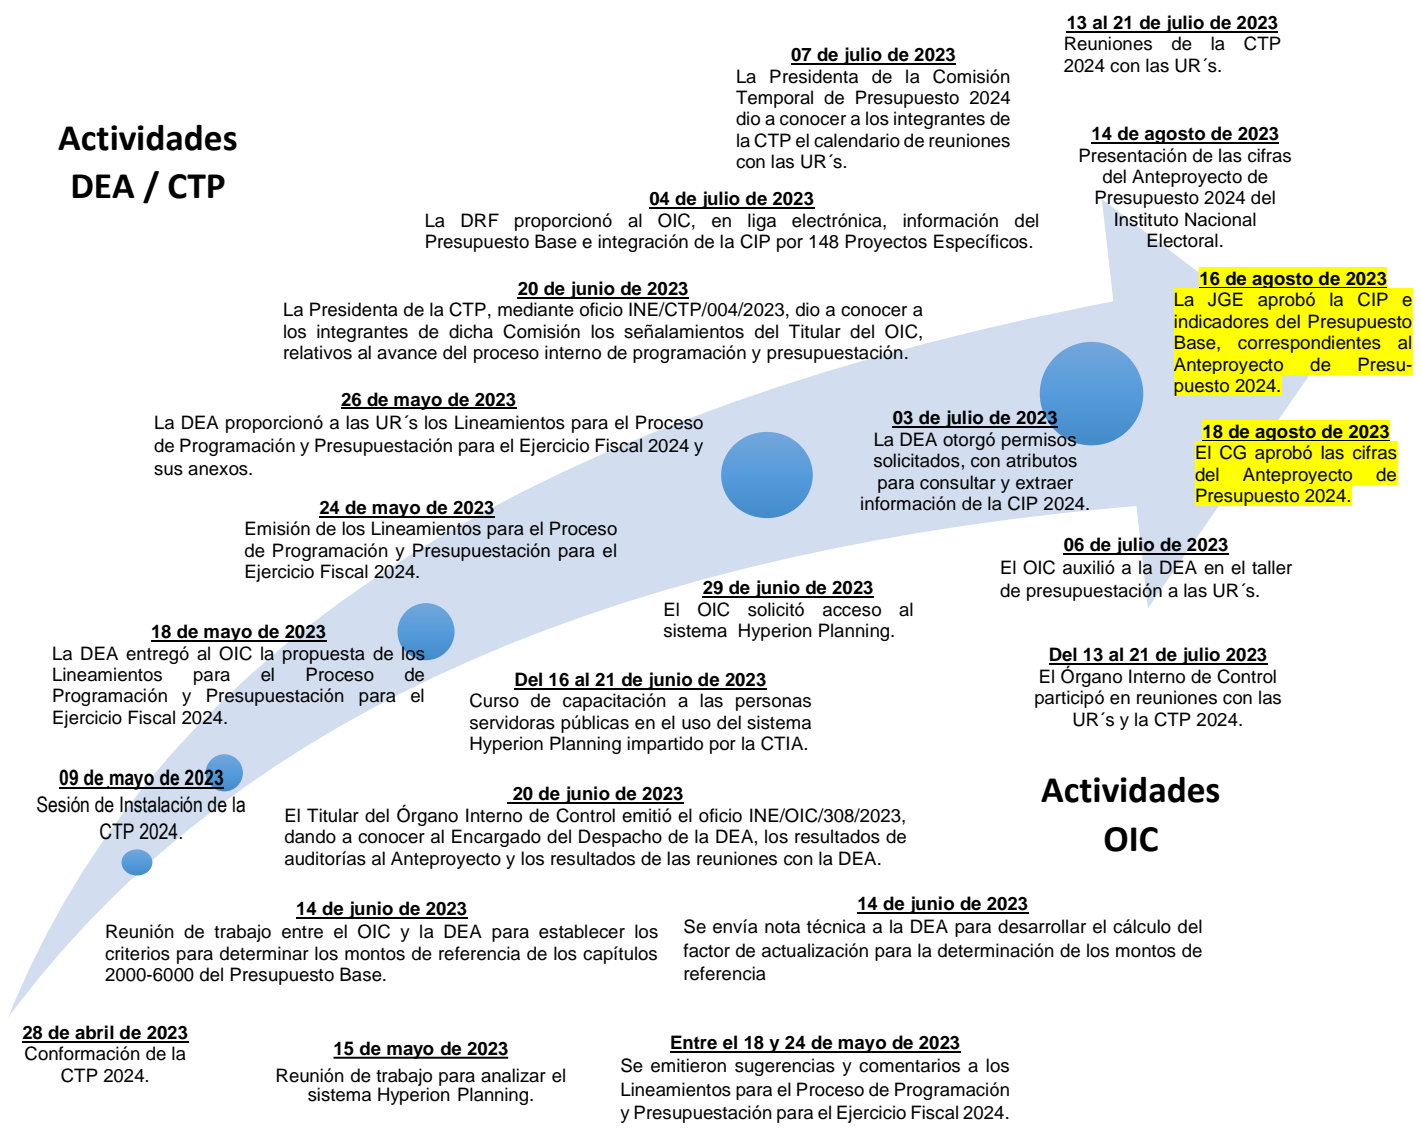 13 al 21 de julio de 2023
Reuniones de la CTP
2024 con las UR´s.
07 de julio de 2023
La Presidenta de la Comisión
Temporal de Presupuesto 2024
dio a conocer a los integrantes de
la CTP el calendario de reuniones
con las UR´s.
Actividades
DEA / CTP
14 de agosto de 2023
Presentación de las cifras
del Anteproyecto de
Presupuesto 2024 del
Instituto Nacional
Electoral.
04 de julio de 2023
La DRF proporcionó al OIC, en liga electrónica, información del
Presupuesto Base e integración de la CIP por 148 Proyectos Específicos.
16 de agosto de 2023
La JGE aprobó la CIP e
indicadores del Presupuesto
Base, correspondientes al
Anteproyecto de Presu-
puesto 2024.
20 de junio de 2023
La Presidenta de la CTP, mediante oficio INE/CTP/004/2023, dio a conocer a
los integrantes de dicha Comisión los señalamientos del Titular del OIC,
relativos al avance del proceso interno de programación y presupuestación.
26 de mayo de 2023
La DEA proporcionó a las UR´s los Lineamientos para el Proceso
de Programación y Presupuestación para el Ejercicio Fiscal 2024 y
sus anexos.
03 de julio de 2023
La DEA otorgó permisos
solicitados, con atributos
para consultar y extraer
información de la CIP 2024.
18 de agosto de 2023
El CG aprobó las cifras
del Anteproyecto de
Presupuesto 2024.
24 de mayo de 2023
Emisión de los Lineamientos para el Proceso
de Programación y Presupuestación para el
Ejercicio Fiscal 2024.
06 de julio de 2023
El OIC auxilió a la DEA en el taller
de presupuestación a las UR´s.
29 de junio de 2023
El OIC solicitó acceso al
sistema Hyperion Planning.
18 de mayo de 2023
La DEA entregó al OIC la propuesta de los
Lineamientos para el Proceso de
Programación y Presupuestación para el
Ejercicio Fiscal 2024.
Del 13 al 21 de julio 2023
El Órgano Interno de Control
participó en reuniones con las
UR´s y la CTP 2024.
Del 16 al 21 de junio de 2023
Curso de capacitación a las personas
servidoras públicas en el uso del sistema
Hyperion Planning impartido por la CTIA.
09 de mayo de 2023
Sesión de Instalación de la
CTP 2024.
Actividades
OIC
20 de junio de 2023
El Titular del Órgano Interno de Control emitió el oficio INE/OIC/308/2023,
dando a conocer al Encargado del Despacho de la DEA, los resultados de
auditorías al Anteproyecto y los resultados de las reuniones con la DEA.
14 de junio de 2023
Reunión de trabajo entre el OIC y la DEA para establecer los
criterios para determinar los montos de referencia de los capítulos
2000-6000 del Presupuesto Base.
14 de junio de 2023
Se envía nota técnica a la DEA para desarrollar el cálculo del
factor de actualización para la determinación de los montos de
referencia
28 de abril de 2023
Conformación de la
CTP 2024.
15 de mayo de 2023
Reunión de trabajo para analizar el
sistema Hyperion Planning.
Entre el 18 y 24 de mayo de 2023
Se emitieron sugerencias y comentarios a los
Lineamientos para el Proceso de Programación
y Presupuestación para el Ejercicio Fiscal 2024.